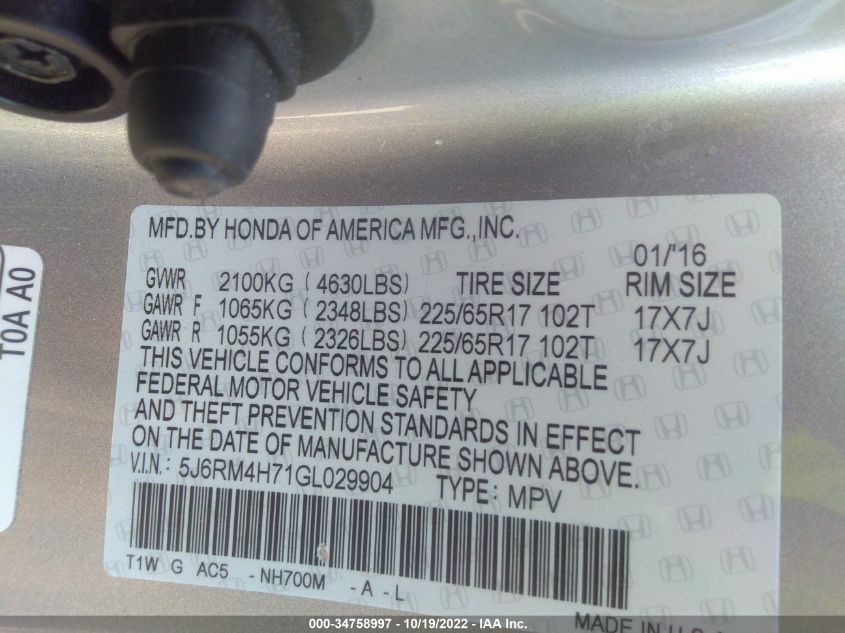 MFD.BY HONDA OF AMERICA MFG.,INC.
01/'16
GVWR 2100KG ( 4630LBS) TIRE SIZE RIM SIZE
GAWR F 1065KG ( 2348LBS) 225/65R17 102T 17X7J
GAWR R 1055KG ( 2326LBS) 225/65R17 102T 17X7J
THIS VEHICLE CONFORMS TO ALL APPLICABLE
FEDERAL MOTOR VEHICLE SAFETY
AND THEFT PREVENTION STANDARDS IN EFFECT
ON THE DATE OF MANUFACTURE SHOWN ABOVE.
V.I.N: 5J6RM4H71GL029904 TYPE: MPV
T1W G AC5 - NH700M - A - L
MADE IN U.S.
T0A A0
000-34758997 - 10/19/2022 - IAA Inc.